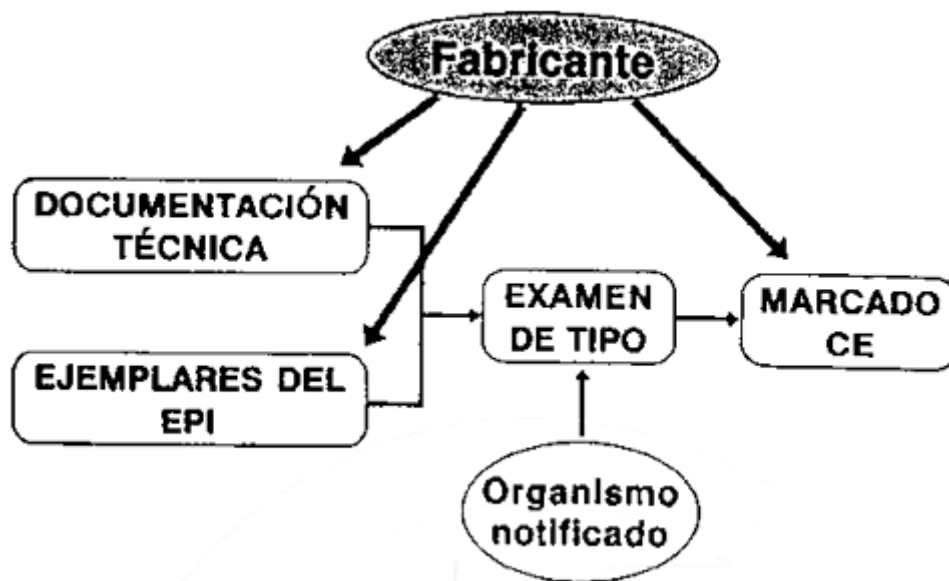 Fabricante
DOCUMENTACIÓN
TÉCNICA
EJEMPLARES DEL
EPI
EXAMEN
DE TIPO
MARCADO
CE
Organismo
notificado